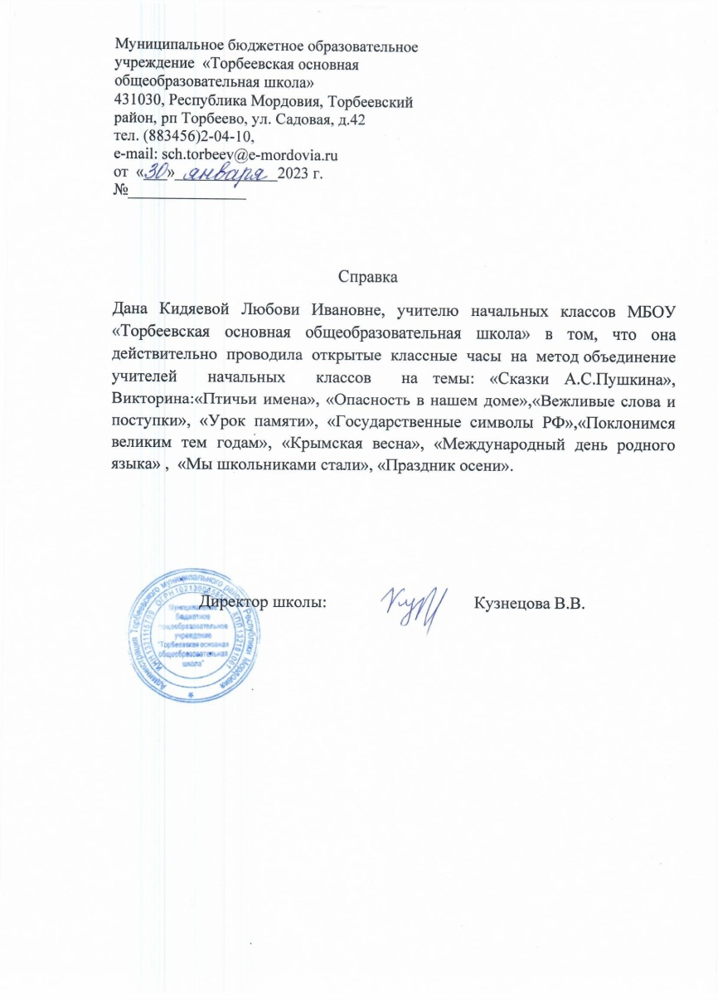 Муниципальное бюджетное образовательное
учреждение «Торбеевская основная
общеобразовательная школа»
431030, Республика Мордовия, Торбеевский
район, рп Торбеево, ул. Садовая, д.42
тел. (883456)2-04-10,
e-mail: sch.torbeev@e-mordovia.ru
от «30» января 2023 г.
№_______________
Справка
Дана Кидяевой Любови Ивановне, учителю начальных классов МБОУ
«Торбеевская основная общеобразовательная школа» в том, что она
действительно проводила открытые классные часы на метод объединение
учителей начальных классов на темы: «Сказки А.С.Пушкина»,
Викторина:«Птичьи имена», «Опасность в нашем доме»,«Вежливые слова и
поступки», «Урок памяти», «Государственные символы РФ»,«Поклонимся
великим тем годам», «Крымская весна», «Международный день родного
языка» , «Мы школьниками стали», «Праздник осени».
Директор школы: Кузнецова В.В.
Администрация Торбеевского муниципального района Республики Мордовия
Муниципальное
бюджетное
общеобразовательное
учреждение
"Торбеевская основная
общеобразовательная
школа"